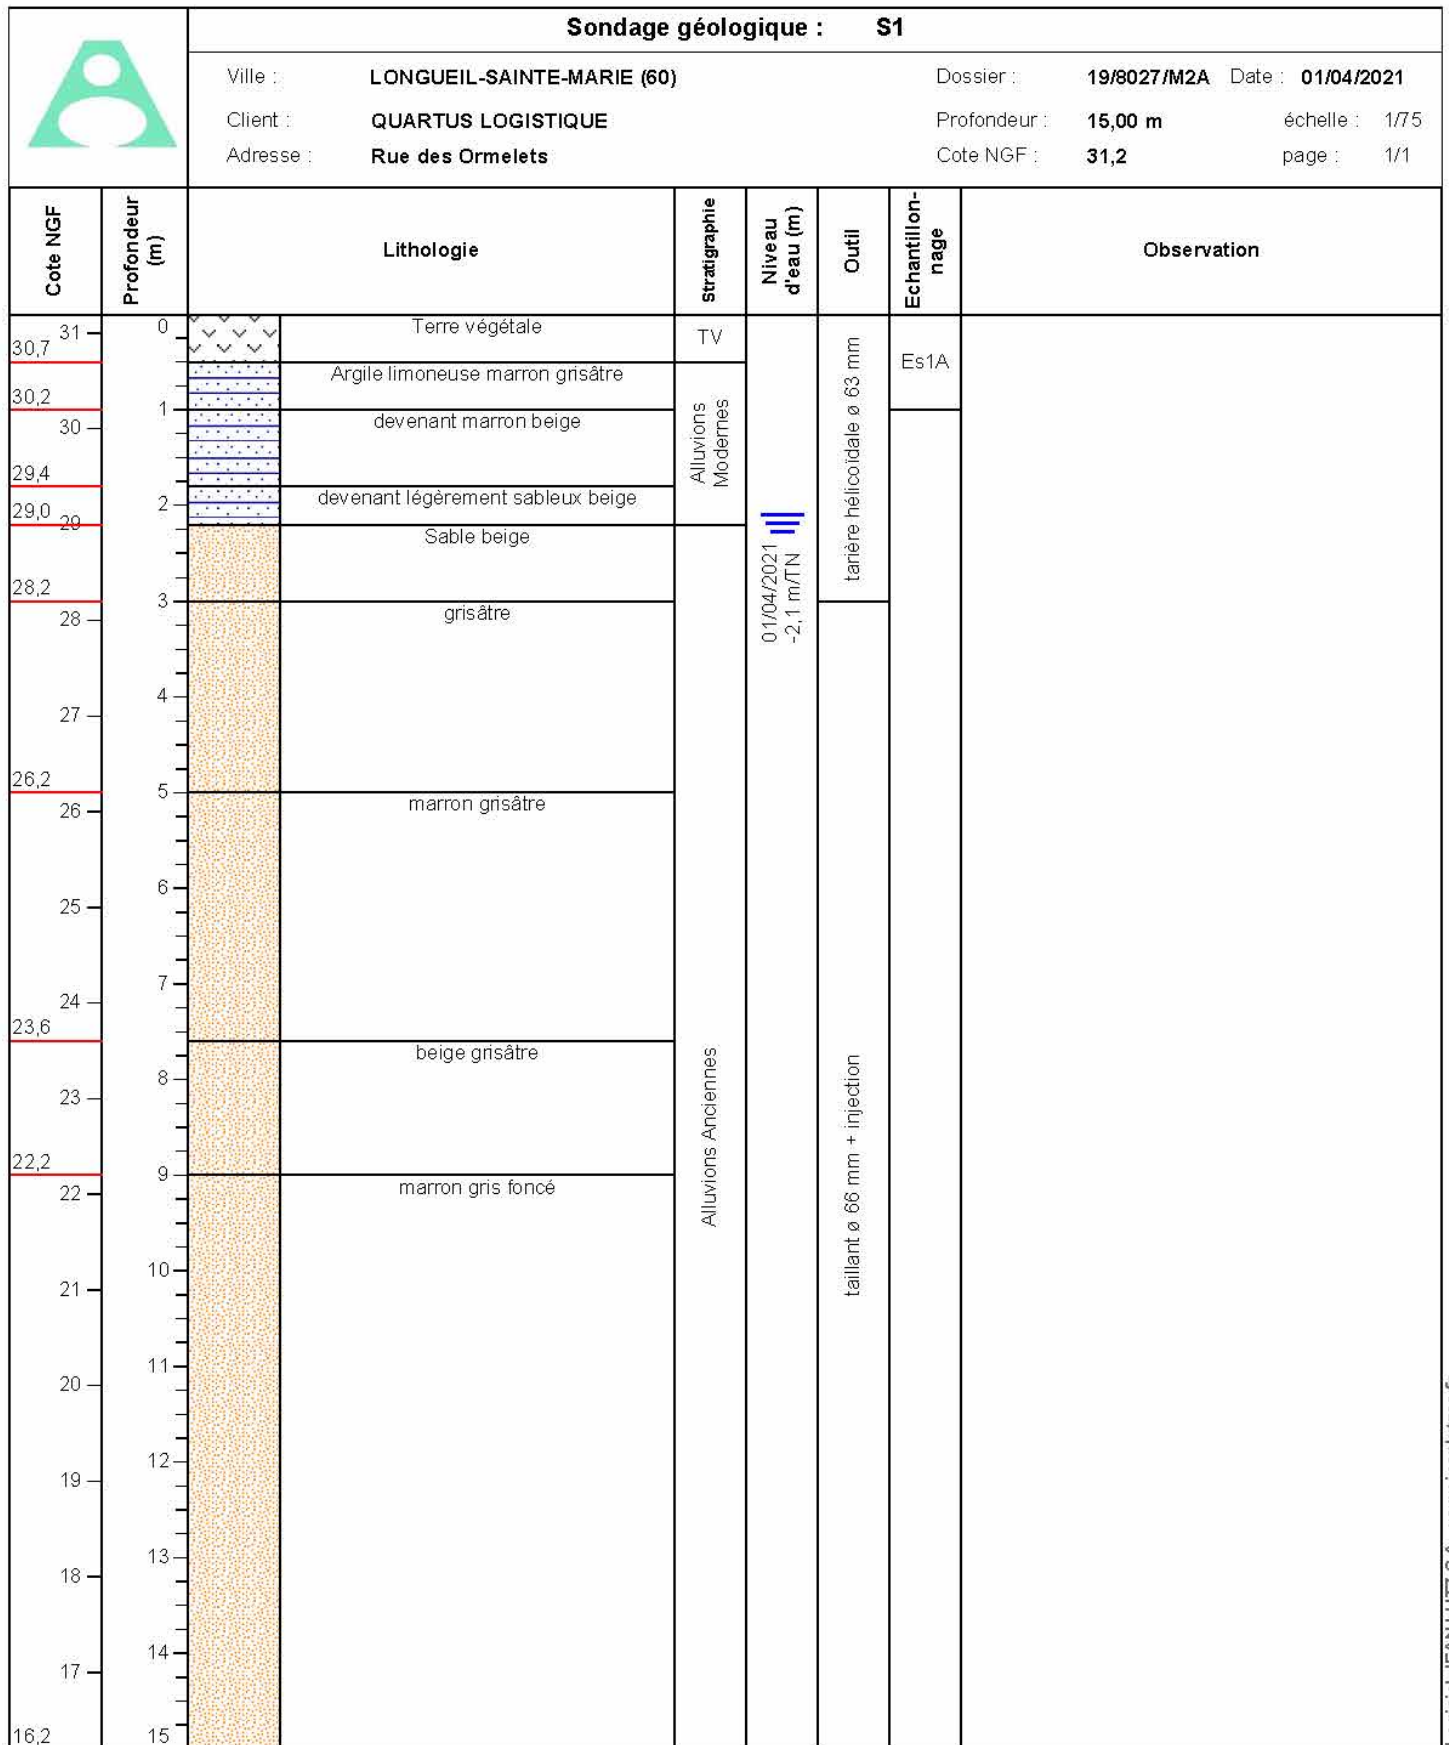 Sondage géologique : S1
Ville : LONGUEIL-SAINTE-MARIE (60) Dossier : 19/8027/M2A Date : 01/04/2021
Client : QUARTUS LOGISTIQUE Profondeur : 15,00 m échelle : 1/75
Adresse : Rue des Ormelets Cote NGF : 31,2 page : 1/1
Cote NGF
Profondeur
(m)
Lithologie
Stratigraphie
Niveau
d'eau (m)
Outil
Echantillon-
nage
Observation
31
30,7
30,2
30
29,4
29,0
29
28,2
28
27
26,2
26
25
24
23,6
23
22,2
22
21
20
19
18
17
16,2
0
1
2
3
4
5
6
7
8
9
10
11
12
13
14
15
Terre végétale
Argile limoneuse marron grisâtre
devenant marron beige
devenant légèrement sableux beige
Sable beige
grisâtre
marron grisâtre
beige grisâtre
marron gris foncé
TV
Alluvions
Modernes
Alluvions Anciennes
01/04/2021
-2,1 m/TN
tarière hélicoïdale ø 63 mm
taillant ø 66 mm + injection
Es1A